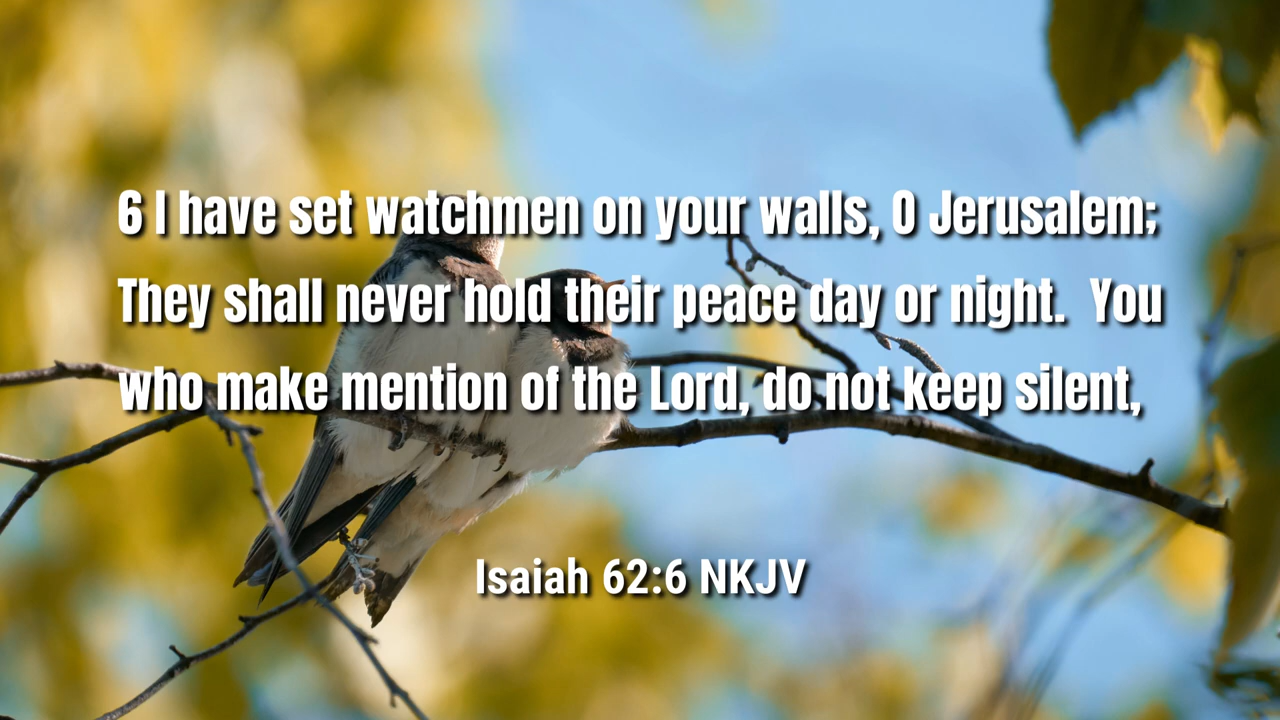 6 I have set watchmen on your walls, O Jerusalem;
They shall never hold their peace day or night.  You
who make mention of the Lord, do not keep silent,
Isaiah 62:6 NKJV